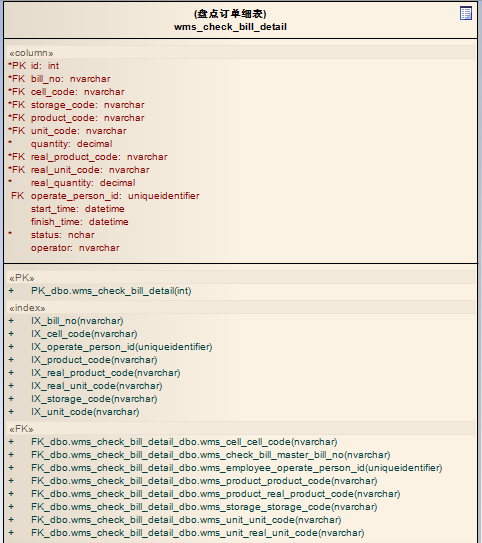 (盘点订单细表)
wms_check_bill_detail
«column»
*PK id: int
*FK bill_no: nvarchar
*FK cell_code: nvarchar
*FK storage_code: nvarchar
*FK product_code: nvarchar
*FK unit_code: nvarchar
* quantity: decimal
*FK real_product_code: nvarchar
*FK real_unit_code: nvarchar
* real_quantity: decimal
FK operate_person_id: uniqueidentifier
start_time: datetime
finish_time: datetime
* status: nchar
operator: nvarchar
«PK»
+ PK_dbo.wms_check_bill_detail(int)
«index»
+ IX_bill_no(nvarchar)
+ IX_cell_code(nvarchar)
+ IX_operate_person_id(uniqueidentifier)
+ IX_product_code(nvarchar)
+ IX_real_product_code(nvarchar)
+ IX_real_unit_code(nvarchar)
+ IX_storage_code(nvarchar)
+ IX_unit_code(nvarchar)
«FK»
+ FK_dbo.wms_check_bill_detail_dbo.wms_cell_cell_code(nvarchar)
+ FK_dbo.wms_check_bill_detail_dbo.wms_check_bill_master_bill_no(nvarchar)
+ FK_dbo.wms_check_bill_detail_dbo.wms_employee_operate_person_id(uniqueidentifier)
+ FK_dbo.wms_check_bill_detail_dbo.wms_product_product_code(nvarchar)
+ FK_dbo.wms_check_bill_detail_dbo.wms_product_real_product_code(nvarchar)
+ FK_dbo.wms_check_bill_detail_dbo.wms_storage_storage_code(nvarchar)
+ FK_dbo.wms_check_bill_detail_dbo.wms_unit_unit_code(nvarchar)
+ FK_dbo.wms_check_bill_detail_dbo.wms_unit_real_unit_code(nvarchar)